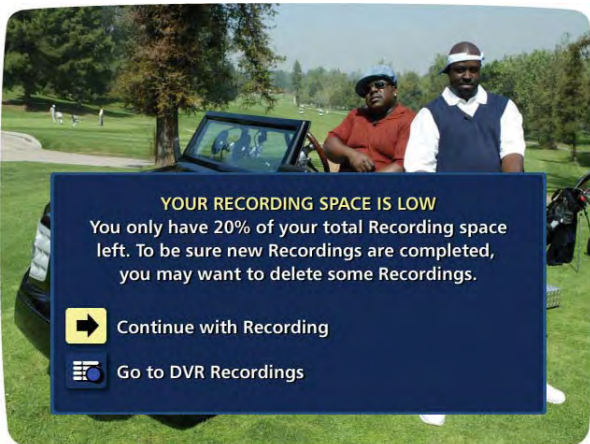 YOUR RECORDING SPACE IS LOW
You only have 20% of your total Recording space
left. To be sure new Recordings are completed,
you may want to delete some Recordings.
Continue with Recording
Go to DVR Recordings